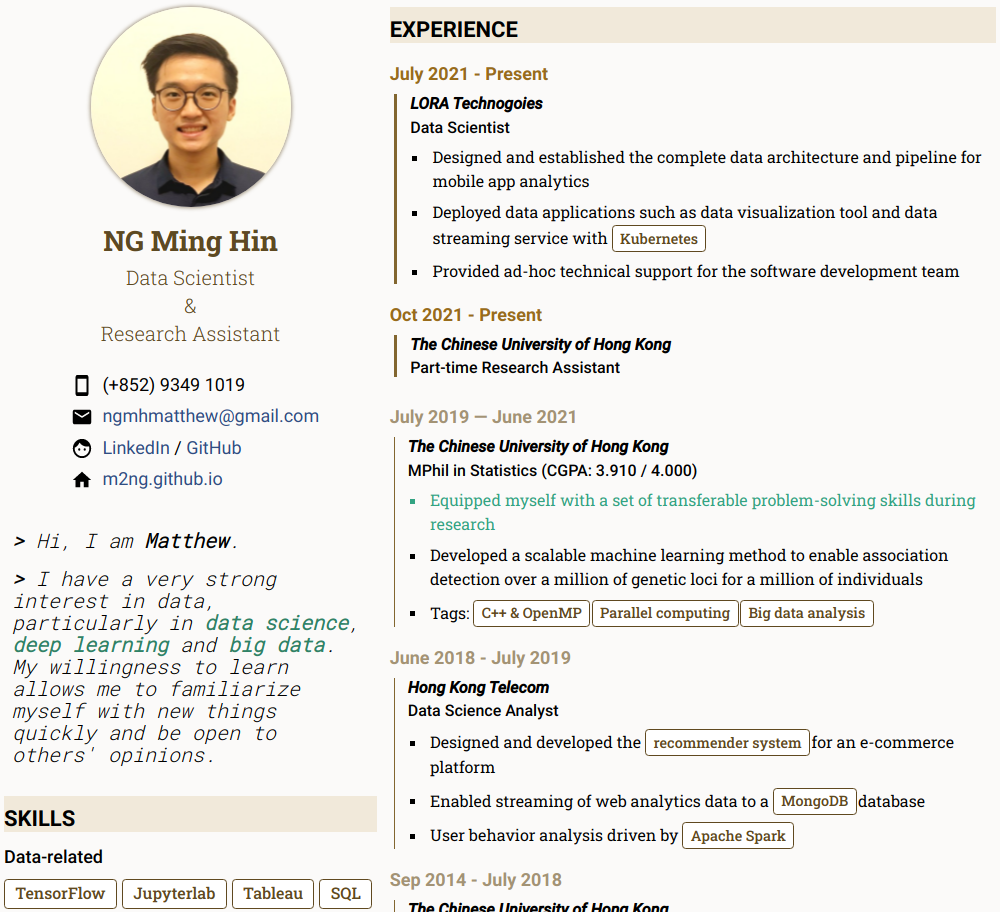 NG Ming Hin
Data Scientist
&
Research Assistant
(+852) 9349 1019
ngmhmatthew@gmail.com
LinkedIn / GitHub
m2ng.github.io
> Hi, I am Matthew.
> I have a very strong
interest in data,
particularly in data science,
deep learning and big data.
My willingness to learn
allows me to familiarize
myself with new things
quickly and be open to
others' opinions.
SKILLS
Data-related
TensorFlow Jupyterlab Tableau SQL
EXPERIENCE
July 2021 - Present
LORA Technogoies
Data Scientist
▪ Designed and established the complete data architecture and pipeline for
mobile app analytics
▪ Deployed data applications such as data visualization tool and data
streaming service with Kubernetes
▪ Provided ad-hoc technical support for the software development team
Oct 2021 - Present
The Chinese University of Hong Kong
Part-time Research Assistant
July 2019 — June 2021
The Chinese University of Hong Kong
MPhil in Statistics (CGPA: 3.910 / 4.000)
▪ Equipped myself with a set of transferable problem-solving skills during
research
▪ Developed a scalable machine learning method to enable association
detection over a million of genetic loci for a million of individuals
▪ Tags: C++ & OpenMP Parallel computing Big data analysis
June 2018 - July 2019
Hong Kong Telecom
Data Science Analyst
▪ Designed and developed the recommender system for an e-commerce
platform
▪ Enabled streaming of web analytics data to a MongoDB database
▪ User behavior analysis driven by Apache Spark
Sep 2014 - July 2018
The Chinese University of Hong Kong